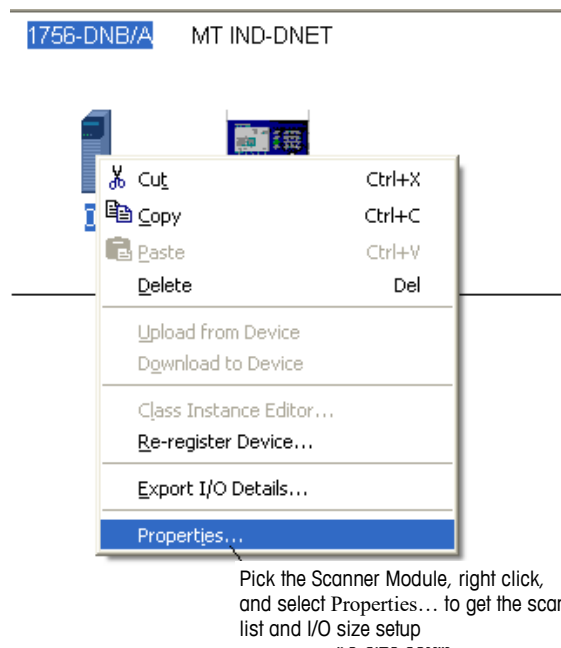 1756-DNB/A MT IND-DNET
Cut Ctrl+X
Copy Ctrl+C
Paste Ctrl+V
Delete Del
Upload from Device
Download to Device
Class Instance Editor...
Re-register Device...
Export I/O Details...
Properties...
Pick the Scanner Module, right click,
and select Properties… to get the scan
list and I/O size setup